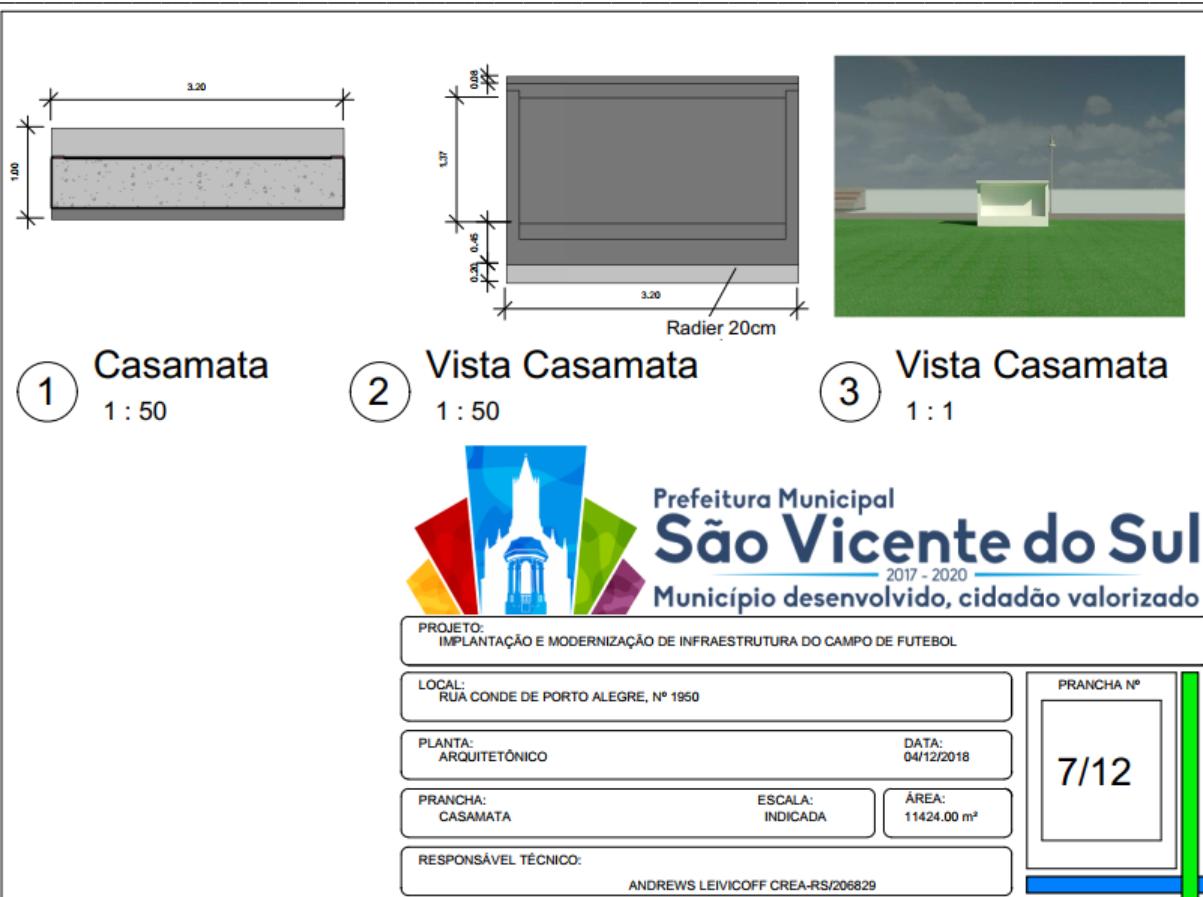 3.20
1.00
0.08
1.37
0.45
0.20
3.20
Radier 20cm
1
Casamata
1 : 50
2
Vista Casamata
1 : 50
3
Vista Casamata
1 : 1
Prefeitura Municipal
São Vicente do Sul
2017 - 2020
Município desenvolvido, cidadão valorizado
PROJETO:
IMPLANTAÇÃO E MODERNIZAÇÃO DE INFRAESTRUTURA DO CAMPO DE FUTEBOL
LOCAL:
RUA CONDE DE PORTO ALEGRE, Nº 1950
PRANCHA Nº
7/12
PLANTA:
ARQUITETÔNICO
DATA:
04/12/2018
PRANCHA:
CASAMATA
ESCALA:
INDICADA
ÁREA:
11424.00 m²
RESPONSÁVEL TÉCNICO:
ANDREWS LEIVICOFF CREA-RS/206829